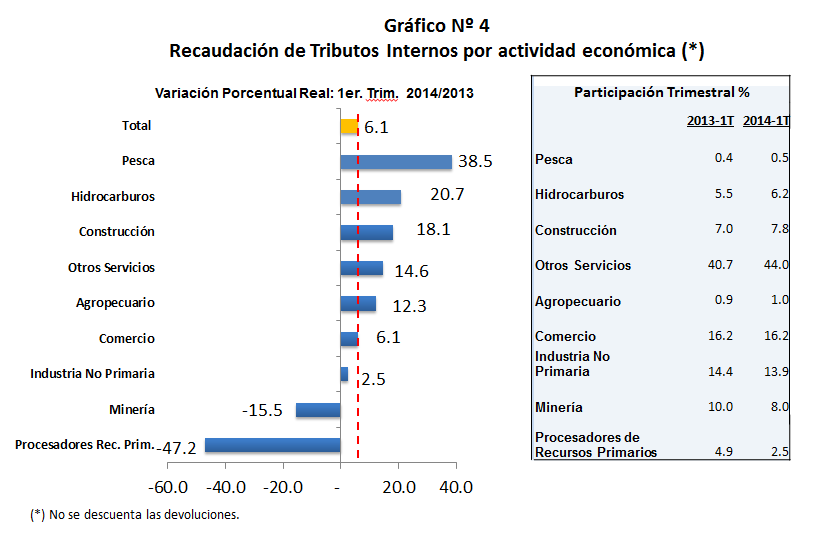 Gráfico Nº 4
Recaudación de Tributos Internos por actividad económica (*)
Variación Porcentual Real: 1er. Trim. 2014/2013
Total 6.1
Pesca 38.5
Hidrocarburos 20.7
Construcción 18.1
Otros Servicios 14.6
Agropecuario 12.3
Comercio 6.1
Industria No Primaria 2.5
Minería -15.5
Procesadores Rec. Prim. -47.2
-60.0 -40.0 -20.0 - 20.0 40.0
Participación Trimestral %
2013-1T 2014-1T
Pesca 0.4 0.5
Hidrocarburos 5.5 6.2
Construcción 7.0 7.8
Otros Servicios 40.7 44.0
Agropecuario 0.9 1.0
Comercio 16.2 16.2
Industria No
Primaria 14.4 13.9
Minería 10.0 8.0
Procesadores de
Recursos Primarios 4.9 2.5
(*) No se descuenta las devoluciones.